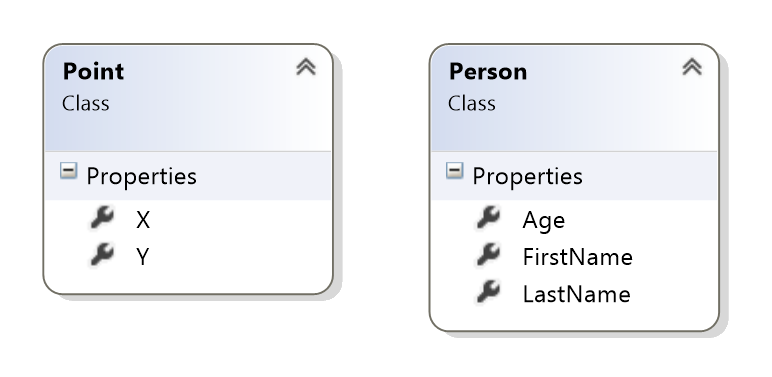 Point
Class
Properties
X
Y
Person
Class
Properties
Age
FirstName
LastName